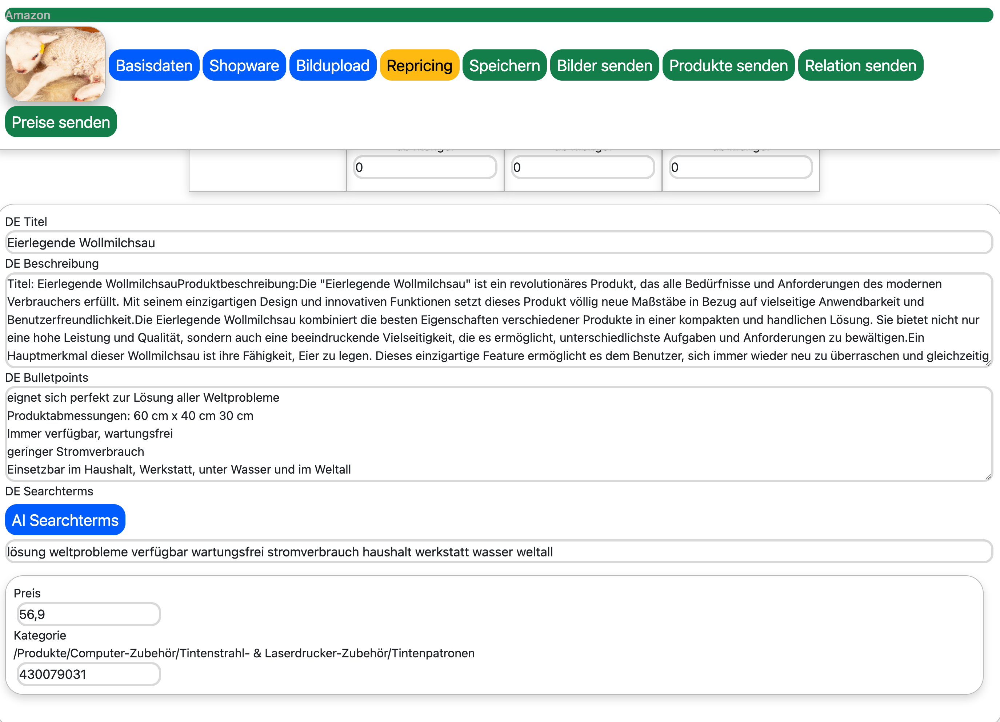 Amazon
Basisdaten Shopware Bildupload Repricing Speichern Bilder senden Produkte senden Relation senden
Preise senden
0 0 0
DE Titel
Eierlegende Wollmilchsau
DE Beschreibung
Titel: Eierlegende WollmilchsauProduktbeschreibung:Die "Eierlegende Wollmilchsau" ist ein revolutionäres Produkt, das alle Bedürfnisse und Anforderungen des modernen
Verbrauchers erfüllt. Mit seinem einzigartigen Design und innovativen Funktionen setzt dieses Produkt völlig neue Maßstäbe in Bezug auf vielseitige Anwendbarkeit und
Benutzerfreundlichkeit.Die Eierlegende Wollmilchsau kombiniert die besten Eigenschaften verschiedener Produkte in einer kompakten und handlichen Lösung. Sie bietet nicht nur
eine hohe Leistung und Qualität, sondern auch eine beeindruckende Vielseitigkeit, die es ermöglicht, unterschiedlichste Aufgaben und Anforderungen zu bewältigen.Ein
Hauptmerkmal dieser Wollmilchsau ist ihre Fähigkeit, Eier zu legen. Dieses einzigartige Feature ermöglicht es dem Benutzer, sich immer wieder neu zu überraschen und gleichzeitig
DE Bulletpoints
eignet sich perfekt zur Lösung aller Weltprobleme
Produktabmessungen: 60 cm x 40 cm 30 cm
Immer verfügbar, wartungsfrei
geringer Stromverbrauch
Einsetzbar im Haushalt, Werkstatt, unter Wasser und im Weltall
DE Searchterms
AI Searchterms
lösung weltprobleme verfügbar wartungsfrei stromverbrauch haushalt werkstatt wasser weltall
Preis
56,9
Kategorie
/Produkte/Computer-Zubehör/Tintenstrahl- & Laserdrucker-Zubehör/Tintenpatronen
430079031